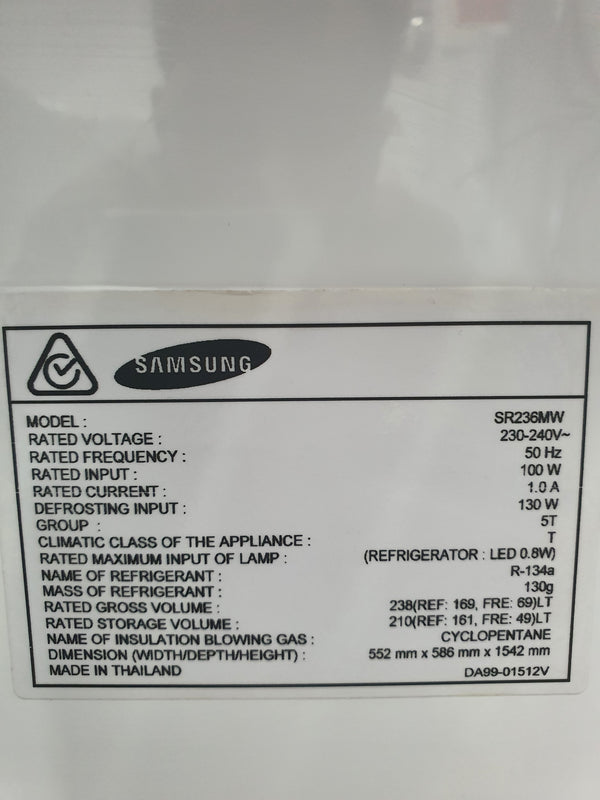 SAMSUNG
MODEL : SR236MW
RATED VOLTAGE : 230-240V~
RATED FREQUENCY : 50 Hz
RATED INPUT : 100 W
RATED CURRENT : 1.0 A
DEFROSTING INPUT : 130 W
GROUP : 5T
CLIMATIC CLASS OF THE APPLIANCE : T
RATED MAXIMUM INPUT OF LAMP : (REFRIGERATOR : LED 0.8W)
NAME OF REFRIGERANT : R-134a
MASS OF REFRIGERANT : 130g
RATED GROSS VOLUME : 238(REF: 169, FRE: 69)LT
RATED STORAGE VOLUME : 210(REF: 161, FRE: 49)LT
NAME OF INSULATION BLOWING GAS : CYCLOPENTANE
DIMENSION (WIDTH/DEPTH/HEIGHT) : 552 mm x 586 mm x 1542 mm
MADE IN THAILAND DA99-01512V